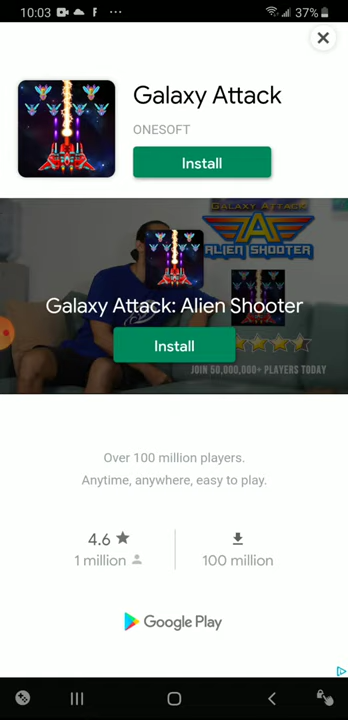 10:03
37%
Galaxy Attack
ONESOFT
Install
GALAXY ATTACK
ALIEN SHOOTER
Galaxy Attack: Alien Shooter
Install
JOIN 50,000,000+ PLAYERS TODAY
Over 100 million players.
Anytime, anywhere, easy to play.
4.6 ★
1 million
100 million
Google Play